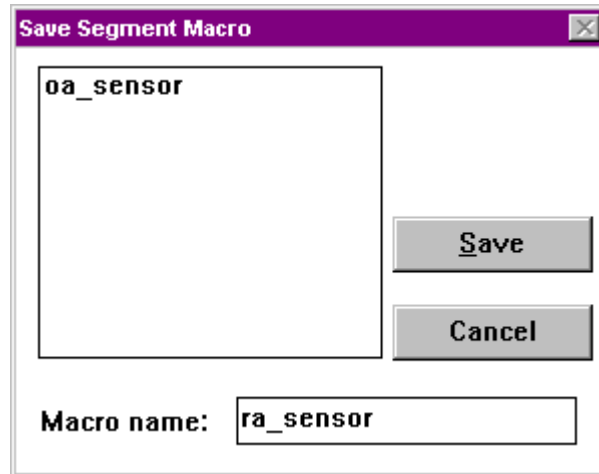 Save Segment Macro
oa_sensor
Save
Cancel
Macro name: ra_sensor